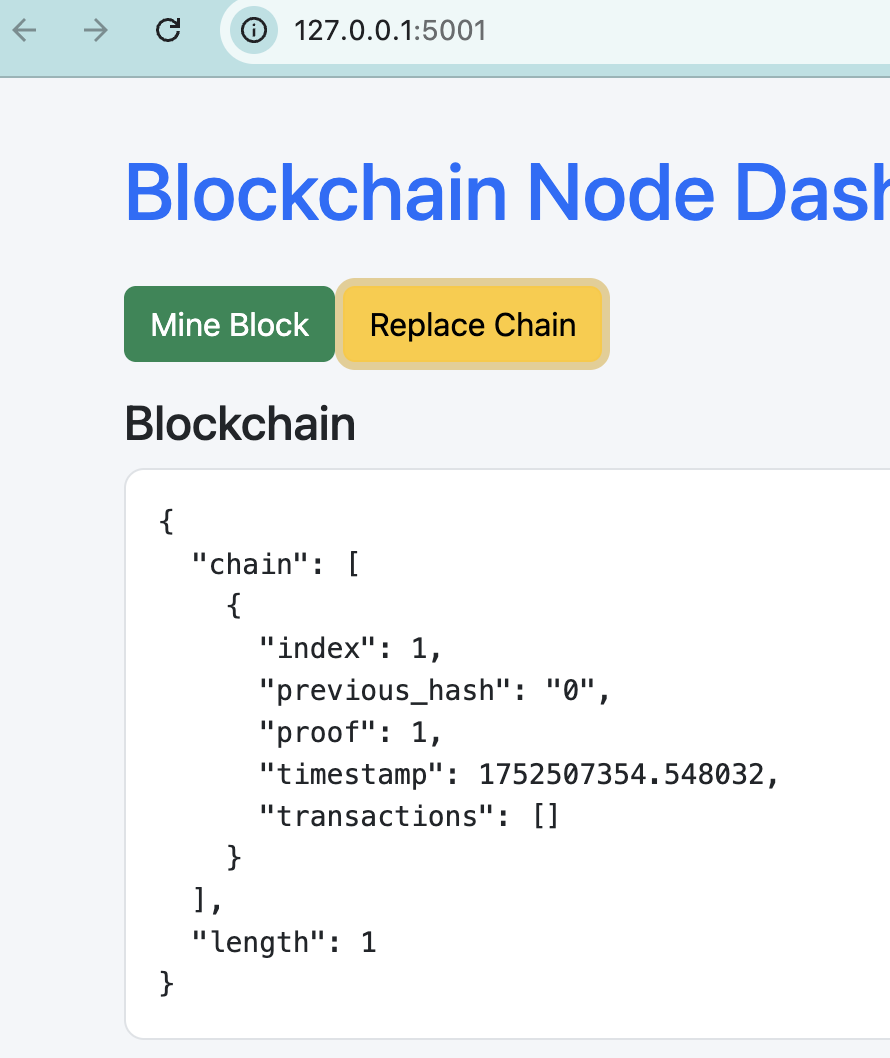 127.0.0.1:5001
Blockchain Node
Mine Block
Replace Chain
Blockchain
{
"chain": [
{
"index": 1,
"previous_hash": "0",
"proof": 1,
"timestamp": 1752507354.548032,
"transactions": []
}
],
"length": 1
}